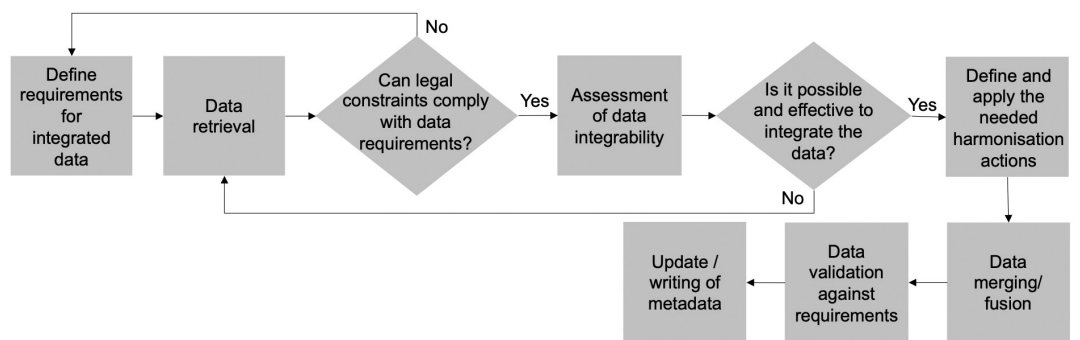 No
Define
requirements
for
integrated
data
Data
retrieval
Can legal
constraints comply
with data
requirements?
Yes
Assessment
of data
integrability
Is it possible
and effective to
integrate the
data?
Yes
Define and
apply the
needed
harmonisation
actions
No
Data
merging/
fusion
Data
validation
against
requirements
Update /
writing of
metadata